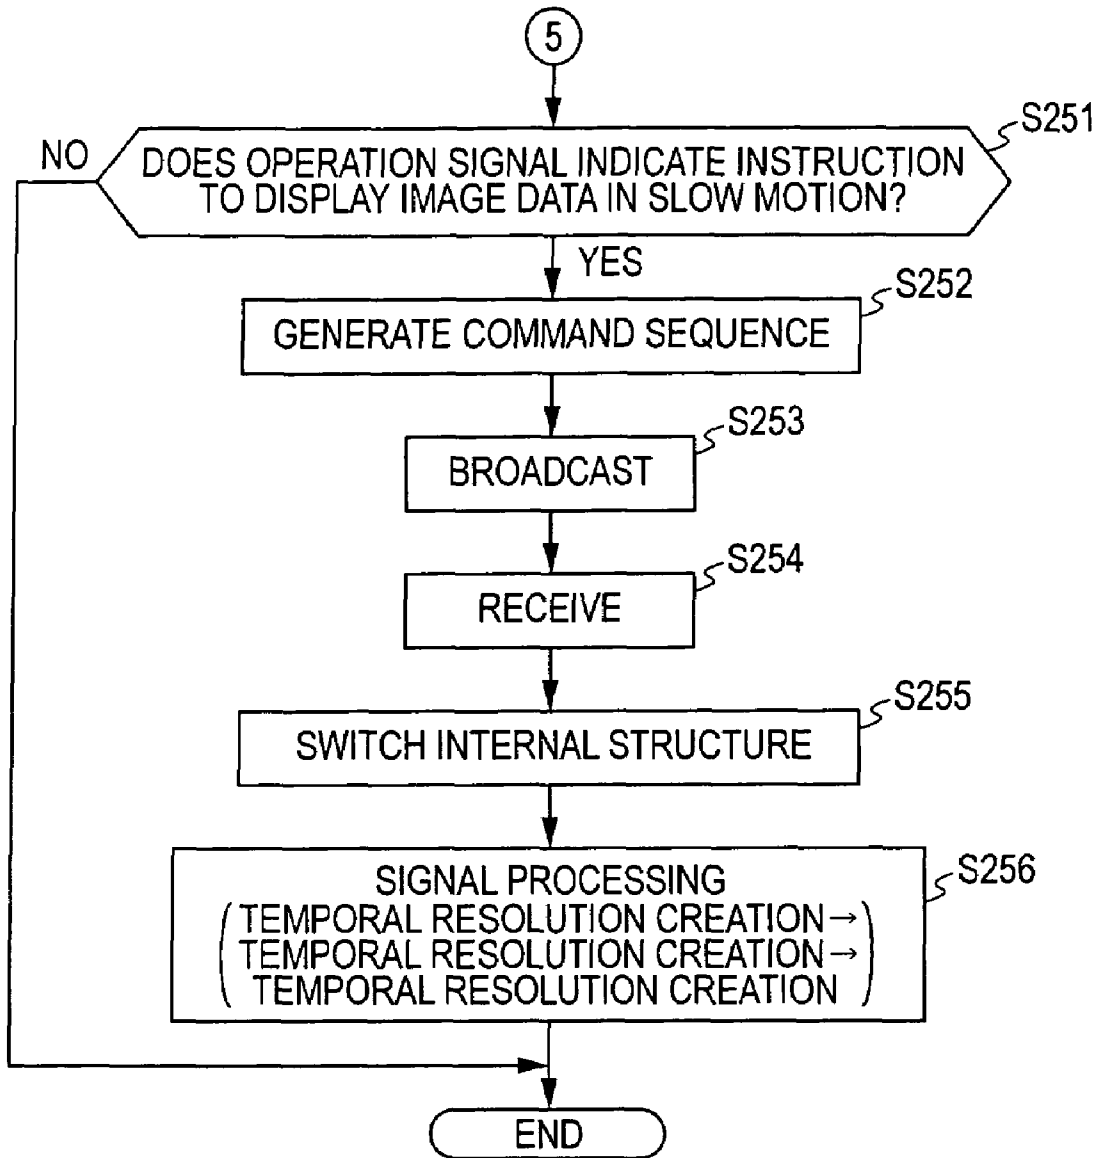 5
S251
NO
DOES OPERATION SIGNAL INDICATE INSTRUCTION
TO DISPLAY IMAGE DATA IN SLOW MOTION?
YES
S252
GENERATE COMMAND SEQUENCE
S253
BROADCAST
S254
RECEIVE
S255
SWITCH INTERNAL STRUCTURE
S256
SIGNAL PROCESSING
(TEMPORAL RESOLUTION CREATION→
TEMPORAL RESOLUTION CREATION→
TEMPORAL RESOLUTION CREATION)
END